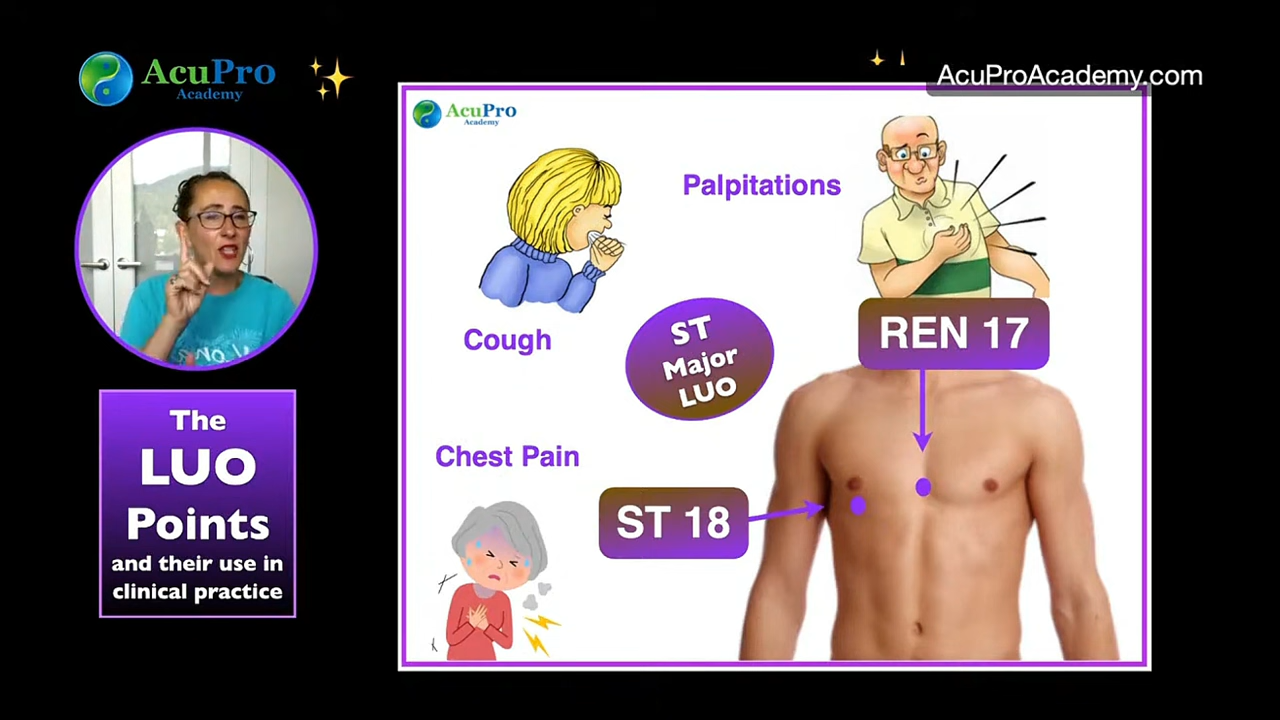 AcuPro
Academy
AcuProAcademy.com
The
LUO
Points
and their use in
clinical practice
AcuPro
Academy
Palpitations
Cough
ST
Major
LUO
REN 17
Chest Pain
ST 18